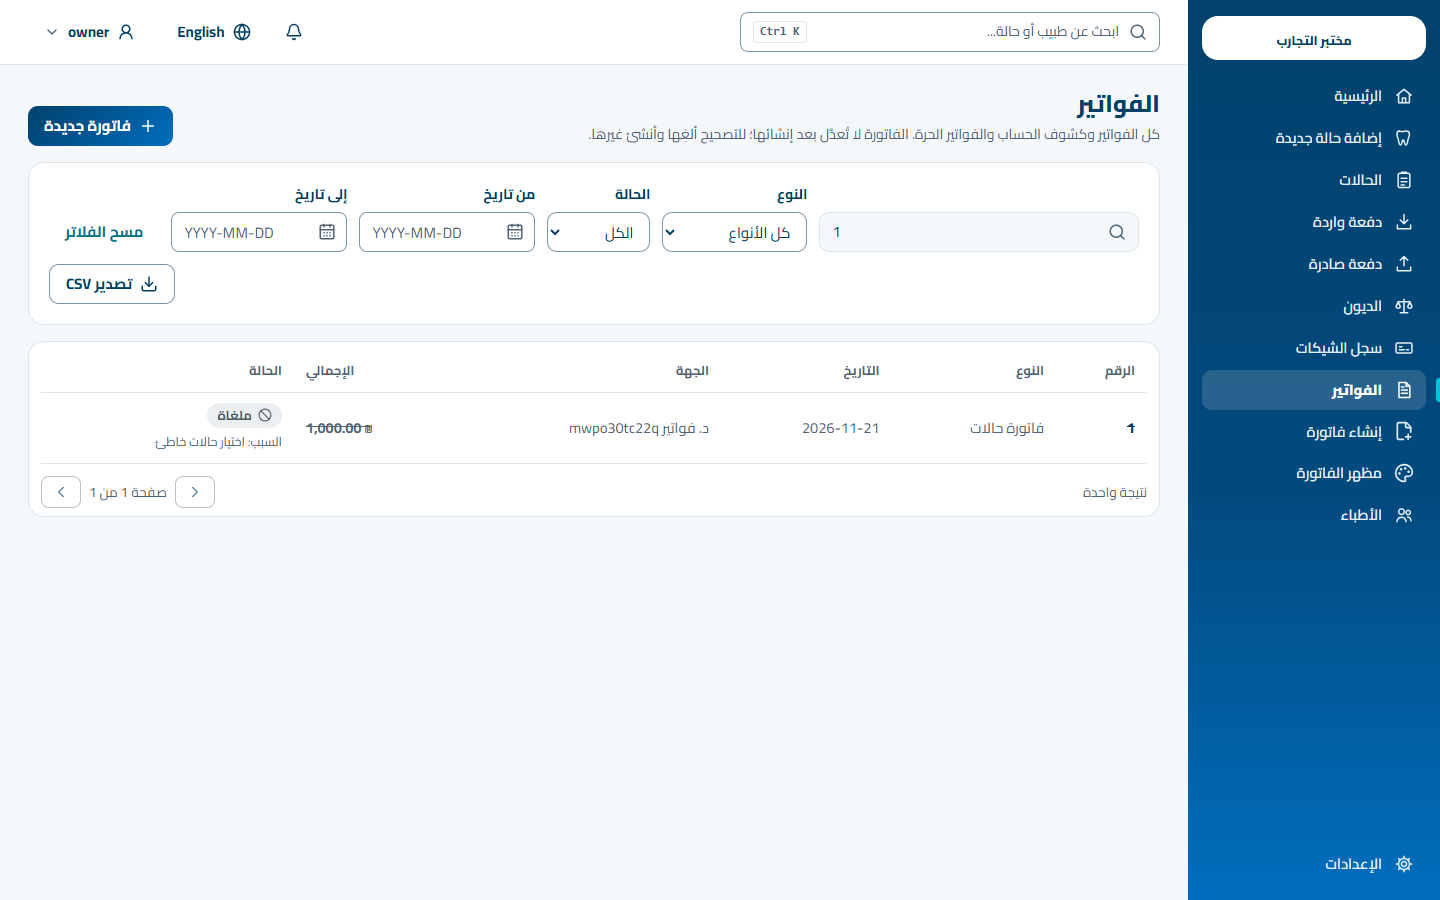 مختبر التجارب
الرئيسية
إضافة حالة جديدة
الحالات
دفعة واردة
دفعة صادرة
الديون
سجل الشيكات
الفواتير
إنشاء فاتورة
مظهر الفاتورة
الأطباء
الإعدادات
ابحث عن طبيب أو حالة...
Ctrl K
English
owner
الفواتير
كل الفواتير وكشوف الحساب والفواتير الحرة. الفاتورة لا تُعدَّل بعد إنشائها؛ للتصحيح ألغِها وأنشئ غيرها.
فاتورة جديدة
النوع
الحالة
من تاريخ
إلى تاريخ
1
كل الأنواع
الكل
YYYY-MM-DD
YYYY-MM-DD
مسح الفلاتر
تصدير CSV
الرقم
النوع
التاريخ
الجهة
الإجمالي
الحالة
1
فاتورة حالات
2026-11-21
د. فواتير mwpo30tc22q
1,000.00 ₪
ملغاة
السبب: اختيار حالات خاطئ
نتيجة واحدة
صفحة 1 من 1